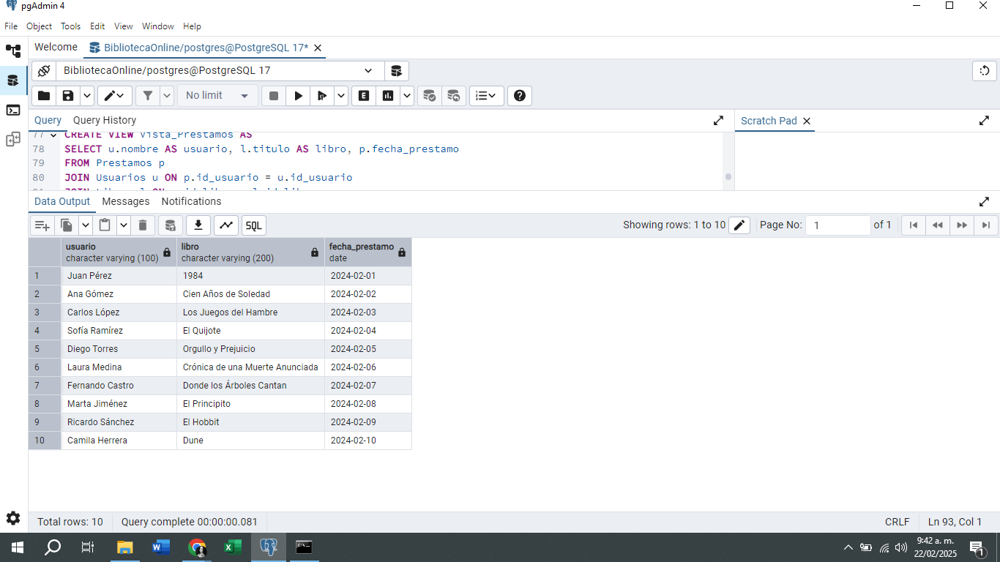 pgAdmin 4
File Object Tools Edit View Window Help
Welcome BibliotecaOnline/postgres@PostgreSQL 17*
BibliotecaOnline/postgres@PostgreSQL 17
No limit E
Query Query History Scratch Pad
77 CREATE VIEW Vista_Prestamos AS
78 SELECT u.nombre AS usuario, l.titulo AS libro, p.fecha_prestamo
79 FROM Prestamos p
80 JOIN Usuarios u ON p.id_usuario = u.id_usuario
Data Output Messages Notifications
SQL Showing rows: 1 to 10 Page No: 1 of 1
usuario libro fecha_prestamo
character varying (100) character varying (200) date
1 Juan Pérez 1984 2024-02-01
2 Ana Gómez Cien Años de Soledad 2024-02-02
3 Carlos López Los Juegos del Hambre 2024-02-03
4 Sofía Ramírez El Quijote 2024-02-04
5 Diego Torres Orgullo y Prejuicio 2024-02-05
6 Laura Medina Crónica de una Muerte Anunciada 2024-02-06
7 Fernando Castro Donde los Árboles Cantan 2024-02-07
8 Marta Jiménez El Principito 2024-02-08
9 Ricardo Sánchez El Hobbit 2024-02-09
10 Camila Herrera Dune 2024-02-10
Total rows: 10 Query complete 00:00:00.081 CRLF Ln 93, Col 1
9:42 a. m.
22/02/2025
1